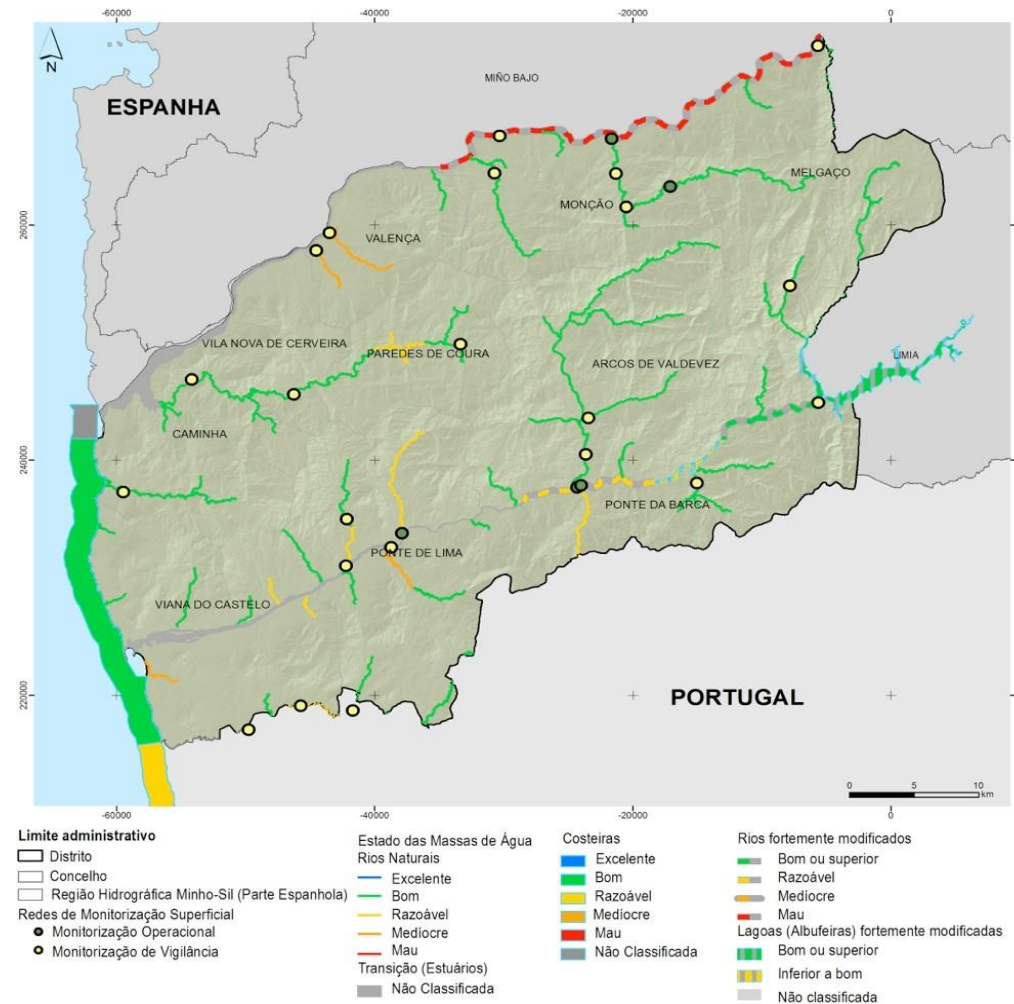 -60000
-40000
-20000
0
N
ESPANHA
MIÑO BAJO
MELGAÇO
MONÇÃO
260000
260000
VALENÇA
VILA NOVA DE CERVEIRA
PAREDES DE COURA
ARCOS DE VALDEVEZ
LIMIA
CAMINHA
240000
240000
PONTE DA BARCA
PONTE DE LIMA
VIANA DO CASTELO
220000
220000
PORTUGAL
0 5 10
km
-60000
-40000
-20000
0
Limite administrativo
Distrito
Concelho
Região Hidrográfica Minho-Sil (Parte Espanhola)
Redes de Monitorização Superficial
Monitorização Operacional
Monitorização de Vigilância
Estado das Massas de Água
Rios Naturais
Excelente
Bom
Razoável
Medíocre
Mau
Transição (Estuários)
Não Classificada
Costeiras
Excelente
Bom
Razoável
Medíocre
Mau
Não Classificada
Rios fortemente modificados
Bom ou superior
Razoável
Medíocre
Mau
Lagoas (Albufeiras) fortemente modificadas
Bom ou superior
Inferior a bom
Não classificada